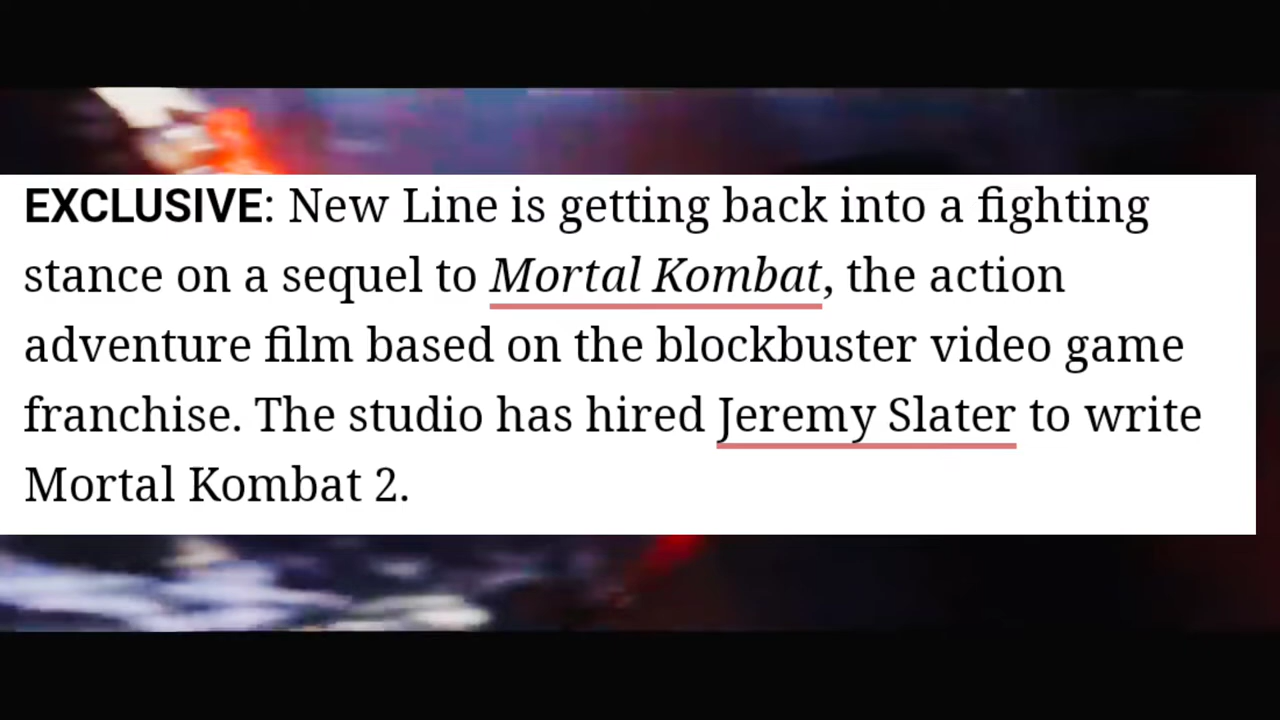 EXCLUSIVE: New Line is getting back into a fighting
stance on a sequel to Mortal Kombat, the action
adventure film based on the blockbuster video game
franchise. The studio has hired Jeremy Slater to write
Mortal Kombat 2.